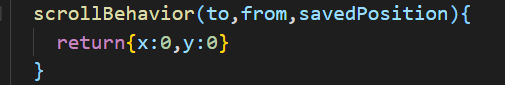 scrollBehavior(to,from,savedPosition){
return{x:0,y:0}
}